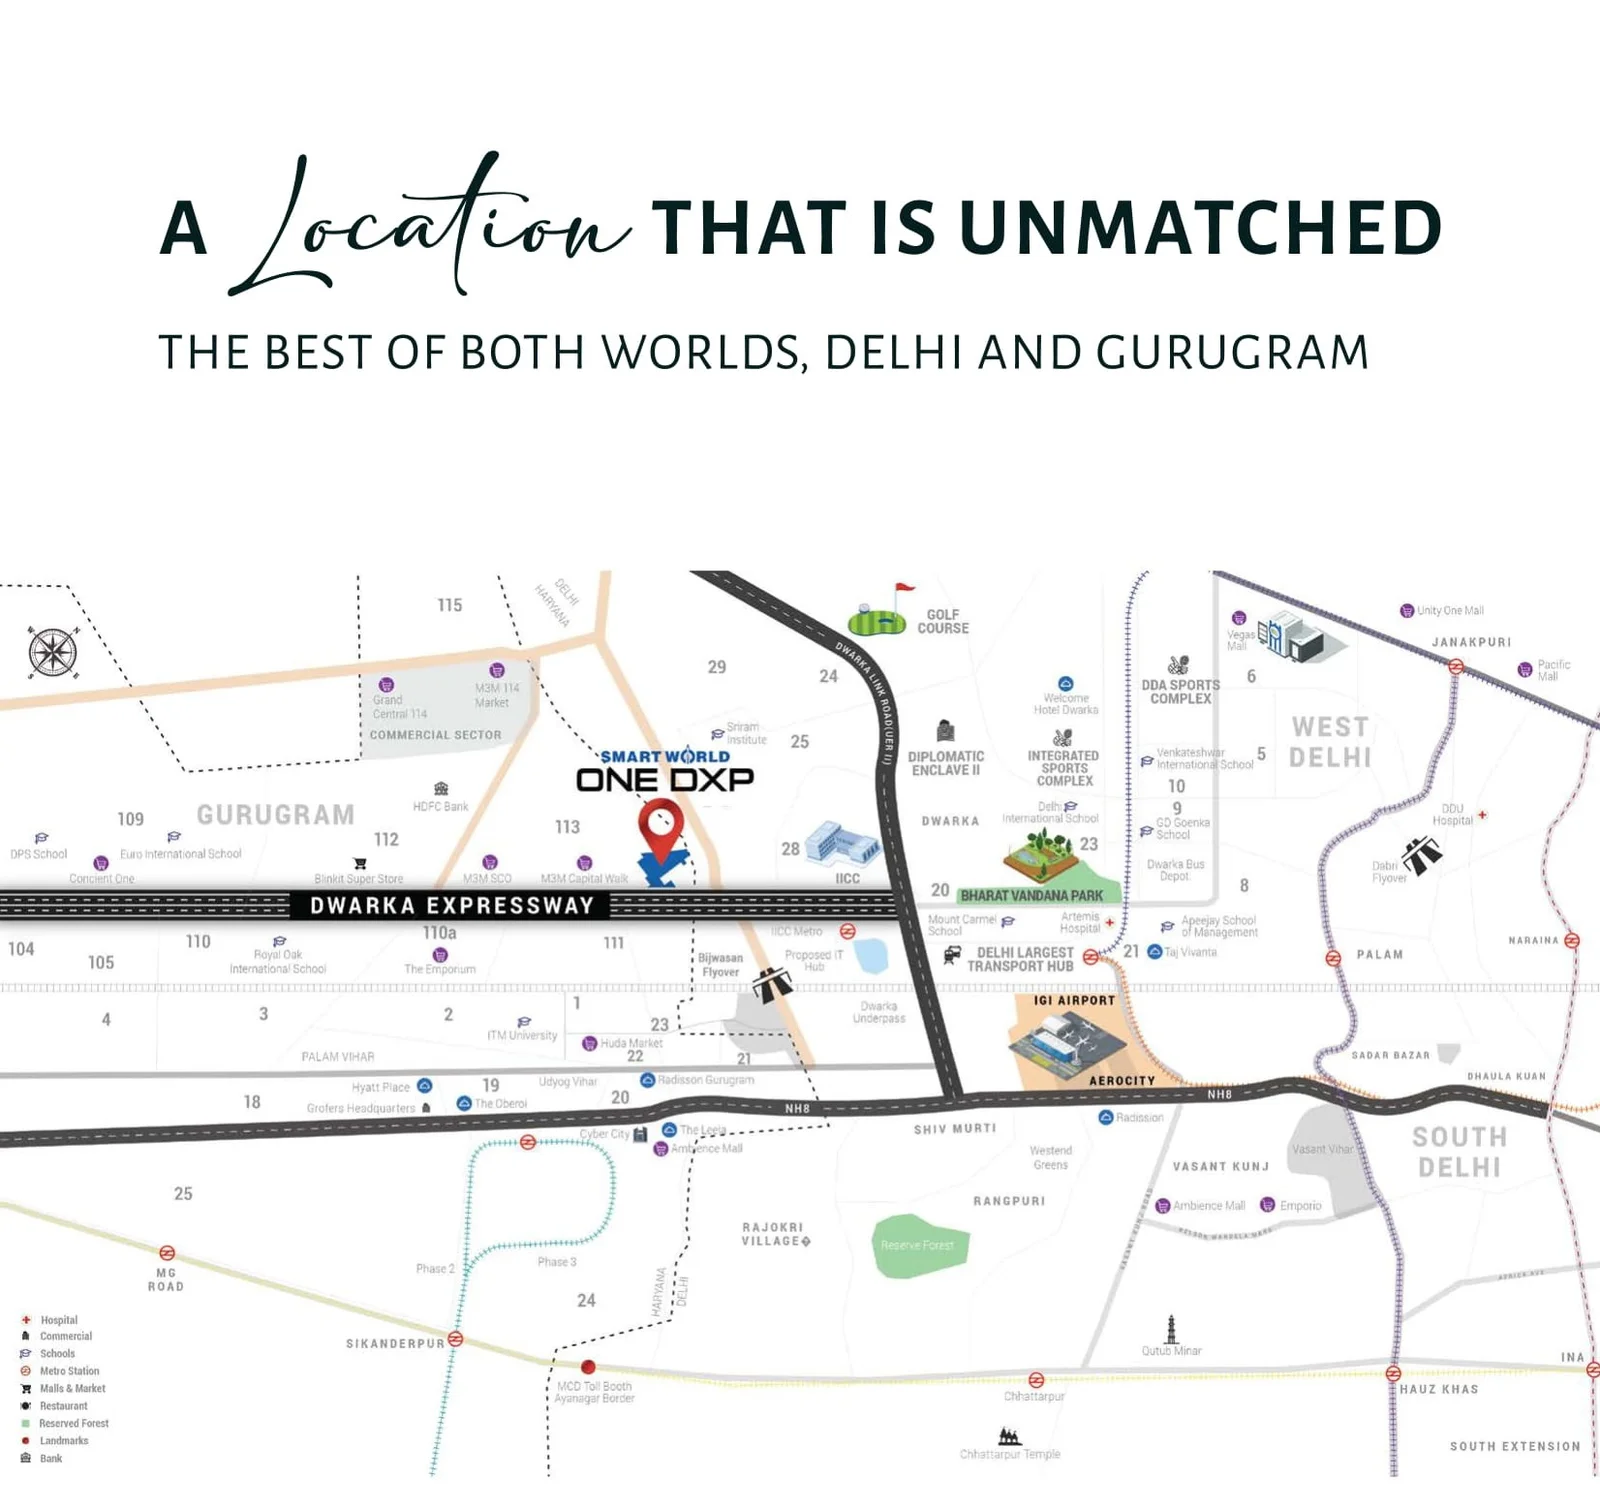 A Location THAT IS UNMATCHED
THE BEST OF BOTH WORLDS, DELHI AND GURUGRAM
115
DELHI
HARYANA
GOLF
COURSE
DWARKA LINK ROAD(UER II)
Unity One Mall
Vegas
Mall
JANAKPURI
Pacific
Mall
29
24
Grand
Central 114
M3M 114
Market
COMMERCIAL SECTOR
Welcome
Hotel Dwarka
DDA SPORTS
COMPLEX
6
WEST
DELHI
Sriram
Institute
25
SMART WORLD
ONE DXP
DIPLOMATIC
ENCLAVE II
INTEGRATED
SPORTS
COMPLEX
Venkateshwar
International School
5
10
HDFC Bank
GURUGRAM
109
112
113
DPS School
Euro International School
Concient One
Blinkit Super Store
M3M SCO
M3M Capital Walk
28
IICC
DWARKA
Delhi
International School
23
9
GD Goenka
School
Dwarka Bus
Depot
DDU
Hospital
Dabri
Flyover
20
BHARAT VANDANA PARK
8
DWARKA EXPRESSWAY
Mount Carmel
School
Artemis
Hospital
Apeejay School
of Management
104
105
110
Royal Oak
International School
110a
The Emporium
111
Bijwasan
Flyover
IICC Metro
Proposed IT
Hub
DELHI LARGEST
TRANSPORT HUB
21
Taj Vivanta
PALAM
NARAINA
4
3
2
ITM University
1
Huda Market
23
22
21
Dwarka
Underpass
IGI AIRPORT
AEROCITY
PALAM VIHAR
SADAR BAZAR
DHAULA KUAN
18
Hyatt Place
Grofers Headquarters
19
The Oberoi
Udyog Vihar
20
Radisson Gurugram
NH8
NH8
Cyber City
The Leela
Ambience Mall
SHIV MURTI
Radission
Westend
Greens
VASANT KUNJ
Vasant Vihar
SOUTH
DELHI
25
MG
ROAD
Phase 2
Phase 3
24
RAJOKRI
VILLAGE�
RANGPURI
Reserve Forest
Ambience Mall
Emporio
NELSON MANDELA MARG
VASANT KUNJ ROAD
AFRICA AVE
HARYANA
DELHI
SIKANDERPUR
MCD Toll Booth
Ayanagar Border
Qutub Minar
Chhattarpur
Chhattarpur Temple
INA
HAUZ KHAS
SOUTH EXTENSION
Hospital
Commercial
Schools
Metro Station
Malls & Market
Restaurant
Reserved Forest
Landmarks
Bank